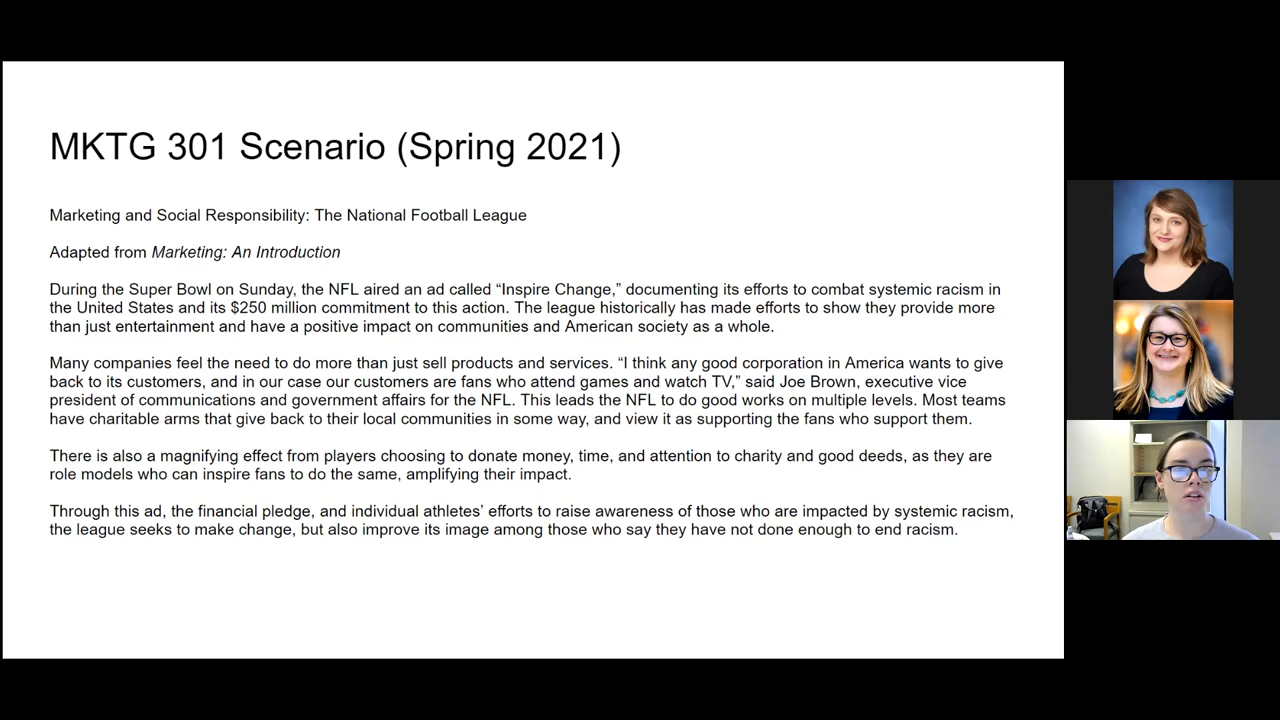 MKTG 301 Scenario (Spring 2021)
Marketing and Social Responsibility: The National Football League
Adapted from Marketing: An Introduction
During the Super Bowl on Sunday, the NFL aired an ad called “Inspire Change,” documenting its efforts to combat systemic racism in
the United States and its $250 million commitment to this action. The league historically has made efforts to show they provide more
than just entertainment and have a positive impact on communities and American society as a whole.
Many companies feel the need to do more than just sell products and services. “I think any good corporation in America wants to give
back to its customers, and in our case our customers are fans who attend games and watch TV,” said Joe Brown, executive vice
president of communications and government affairs for the NFL. This leads the NFL to do good works on multiple levels. Most teams
have charitable arms that give back to their local communities in some way, and view it as supporting the fans who support them.
There is also a magnifying effect from players choosing to donate money, time, and attention to charity and good deeds, as they are
role models who can inspire fans to do the same, amplifying their impact.
Through this ad, the financial pledge, and individual athletes’ efforts to raise awareness of those who are impacted by systemic racism,
the league seeks to make change, but also improve its image among those who say they have not done enough to end racism.